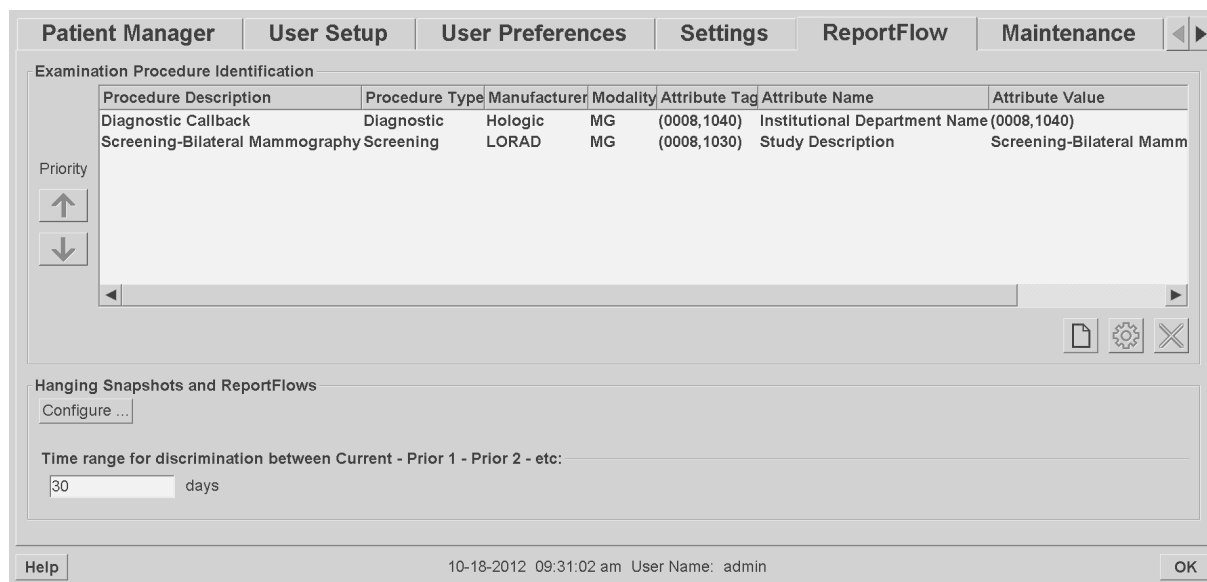 Patient Manager User Setup User Preferences Settings ReportFlow Maintenance
Examination Procedure Identification
Procedure Description Procedure Type Manufacturer Modality Attribute Tag Attribute Name Attribute Value
Diagnostic Callback Diagnostic Hologic MG (0008,1040) Institutional Department Name (0008,1040)
Screening-Bilateral Mammography Screening LORAD MG (0008,1030) Study Description Screening-Bilateral Mamm
Priority
Hanging Snapshots and ReportFlows
Configure ...
Time range for discrimination between Current - Prior 1 - Prior 2 - etc:
30 days
Help 10-18-2012 09:31:02 am User Name: admin OK